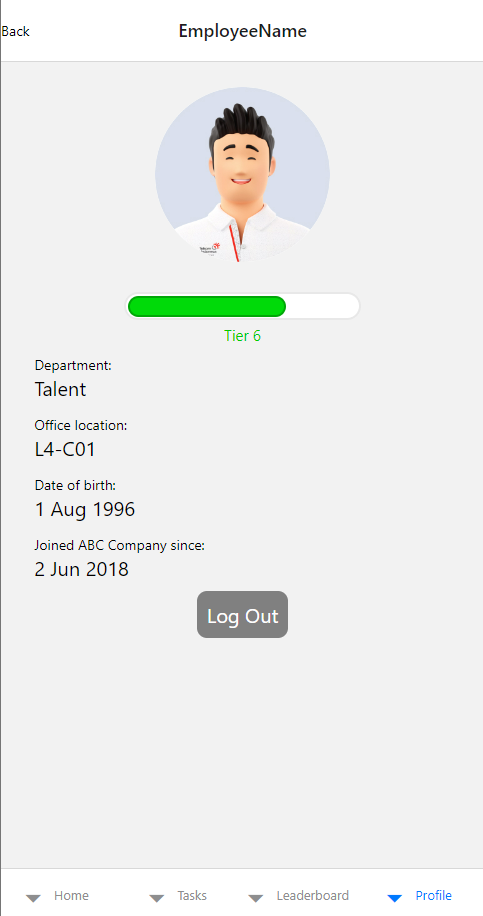 Back
EmployeeName
Tier 6
Department:
Talent
Office location:
L4-C01
Date of birth:
1 Aug 1996
Joined ABC Company since:
2 Jun 2018
Log Out
Home Tasks Leaderboard Profile